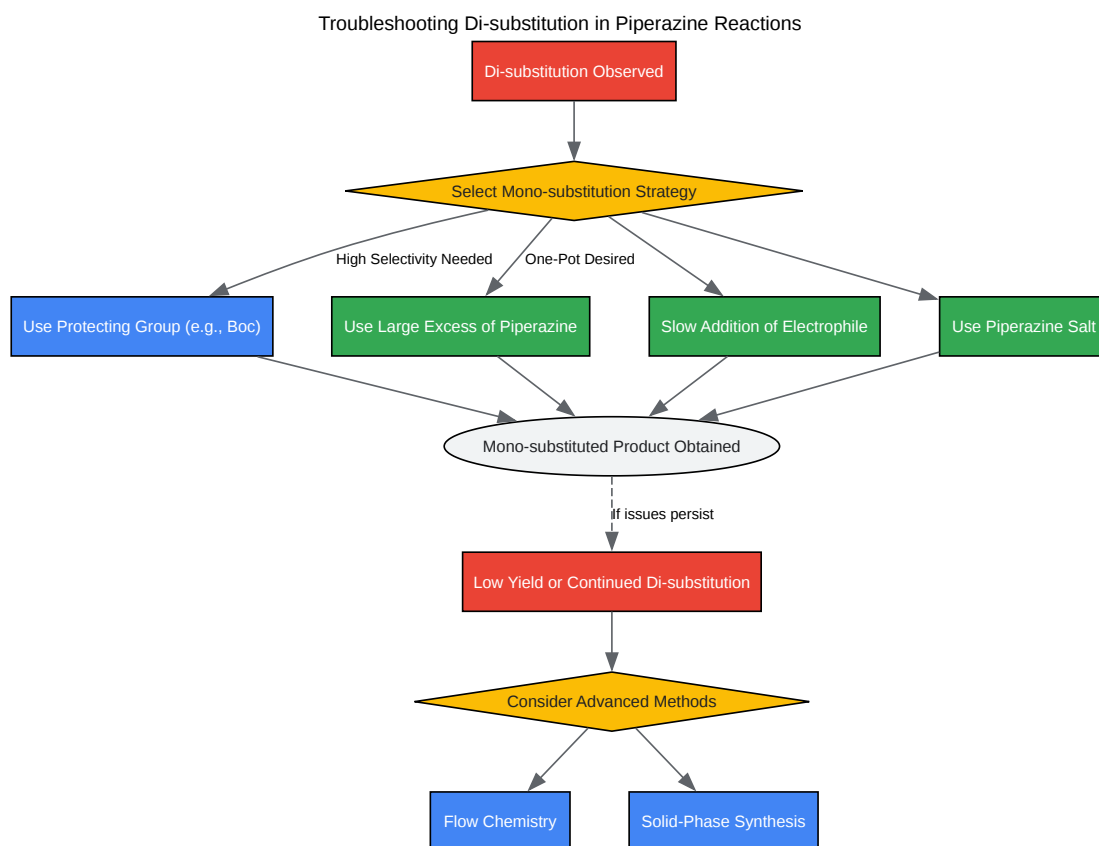 Troubleshooting Di-substitution in Piperazine Reactions
Di-substitution Observed
Select Mono-substitution Strategy
High Selectivity Needed
One-Pot Desired
Use Protecting Group (e.g., Boc)
Use Large Excess of Piperazine
Slow Addition of Electrophile
Use Piperazine Salt
Mono-substituted Product Obtained
If issues persist
Low Yield or Continued Di-substitution
Consider Advanced Methods
Flow Chemistry
Solid-Phase Synthesis